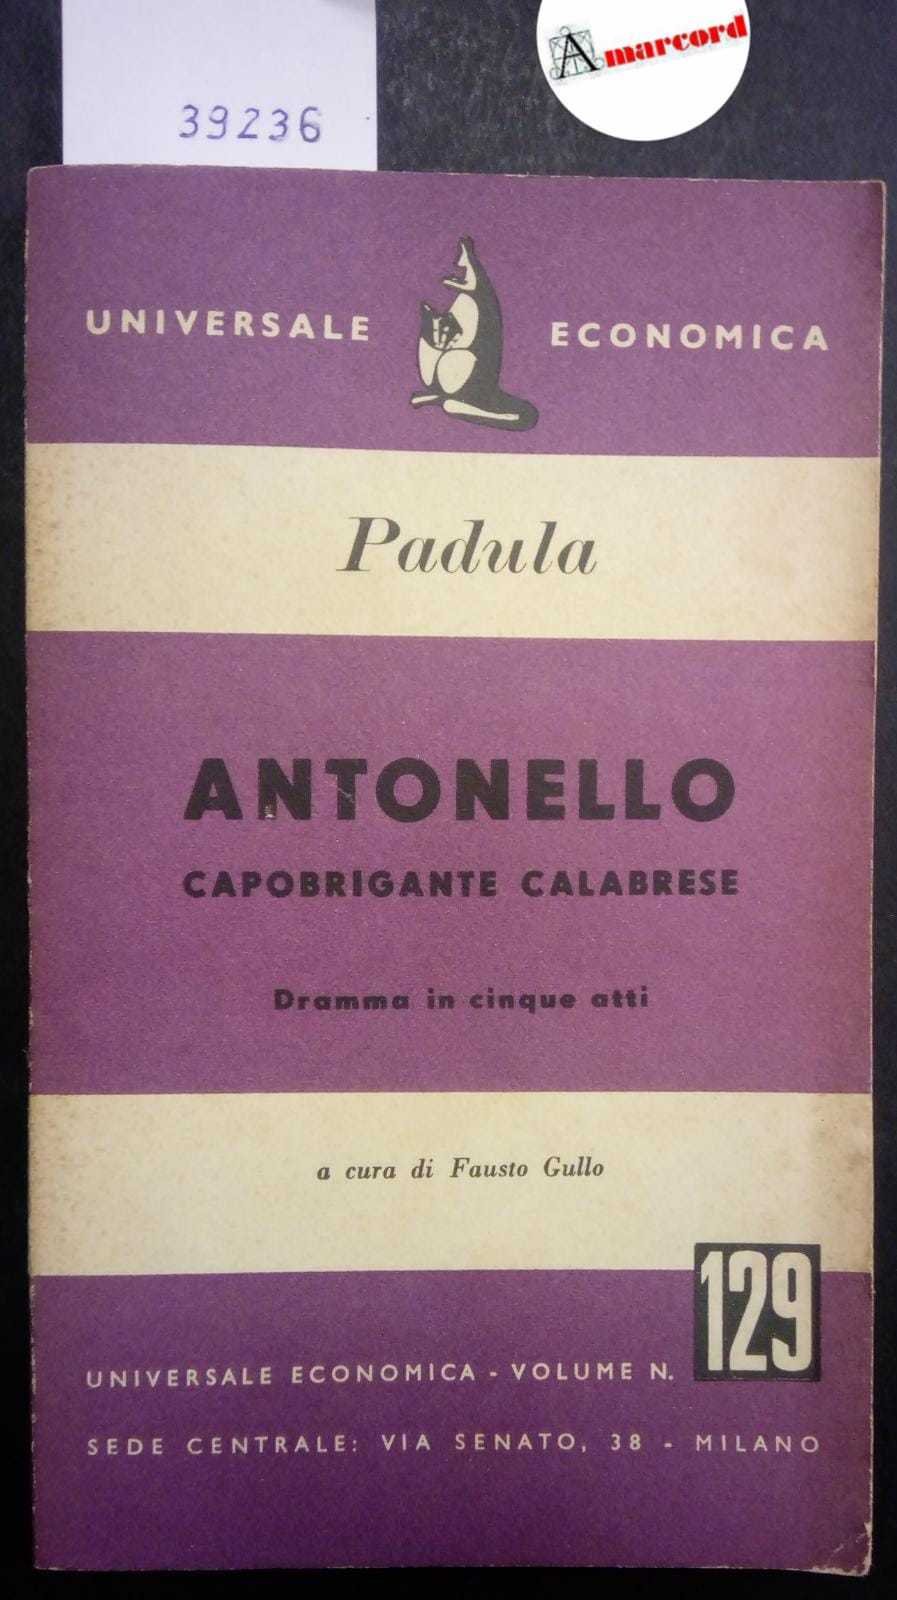 Amarcord
39236
UNIVERSALE ECONOMICA
Padula
ANTONELLO
CAPOBRIGANTE CALABRESE
Dramma in cinque atti
a cura di Fausto Gullo
129
UNIVERSALE ECONOMICA - VOLUME N.
SEDE CENTRALE: VIA SENATO, 38 - MILANO